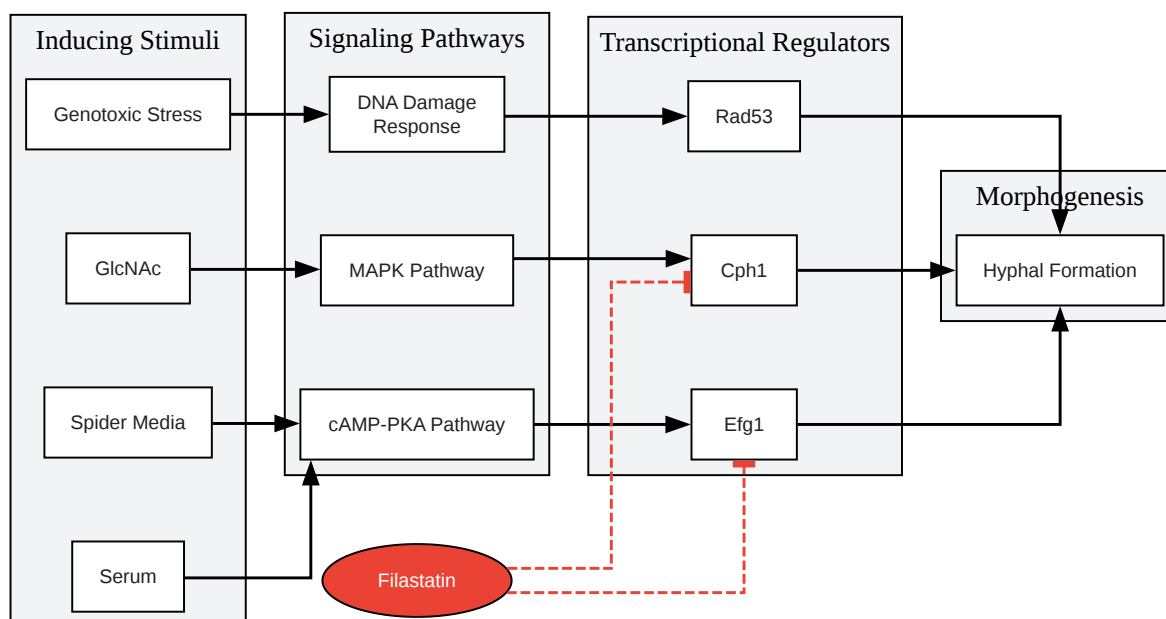 Inducing Stimuli
Genotoxic Stress
GlcNAc
Spider Media
Serum
Signaling Pathways
DNA Damage
Response
MAPK Pathway
cAMP-PKA Pathway
Filastatin
Transcriptional Regulators
Rad53
Cph1
Efg1
Morphogenesis
Hyphal Formation